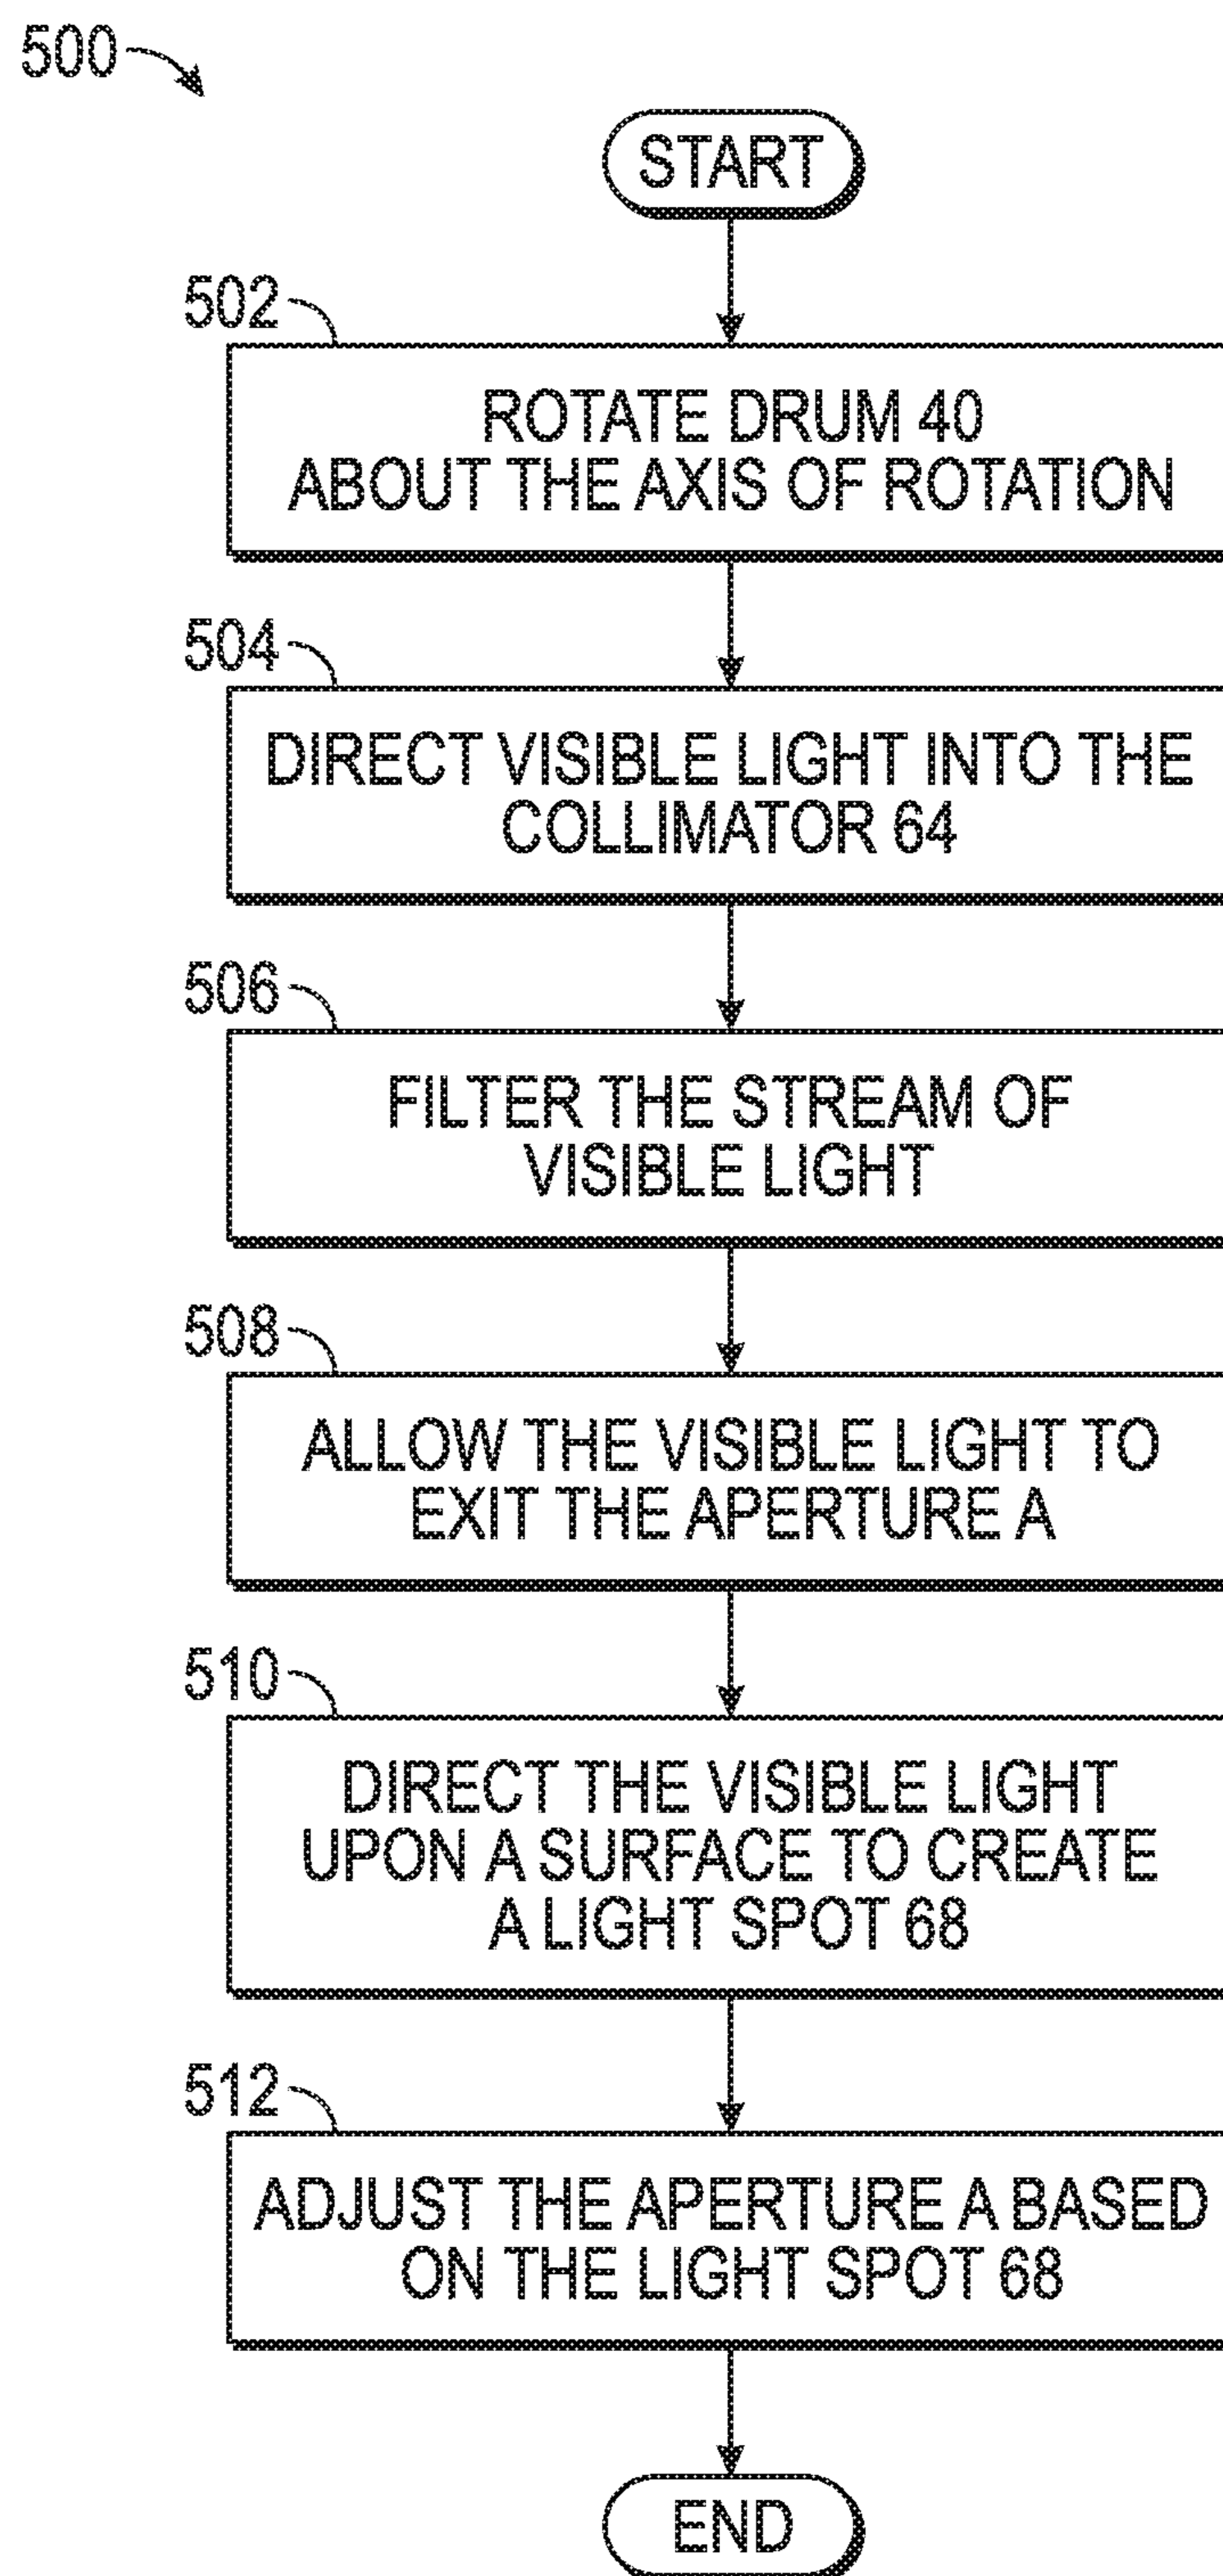 500
START
502
ROTATE DRUM 40
ABOUT THE AXIS OF ROTATION
504
DIRECT VISIBLE LIGHT INTO THE
COLLIMATOR 64
506
FILTER THE STREAM OF
VISIBLE LIGHT
508
ALLOW THE VISIBLE LIGHT TO
EXIT THE APERTURE A
510
DIRECT THE VISIBLE LIGHT
UPON A SURFACE TO CREATE
A LIGHT SPOT 68
512
ADJUST THE APERTURE A BASED
ON THE LIGHT SPOT 68
END